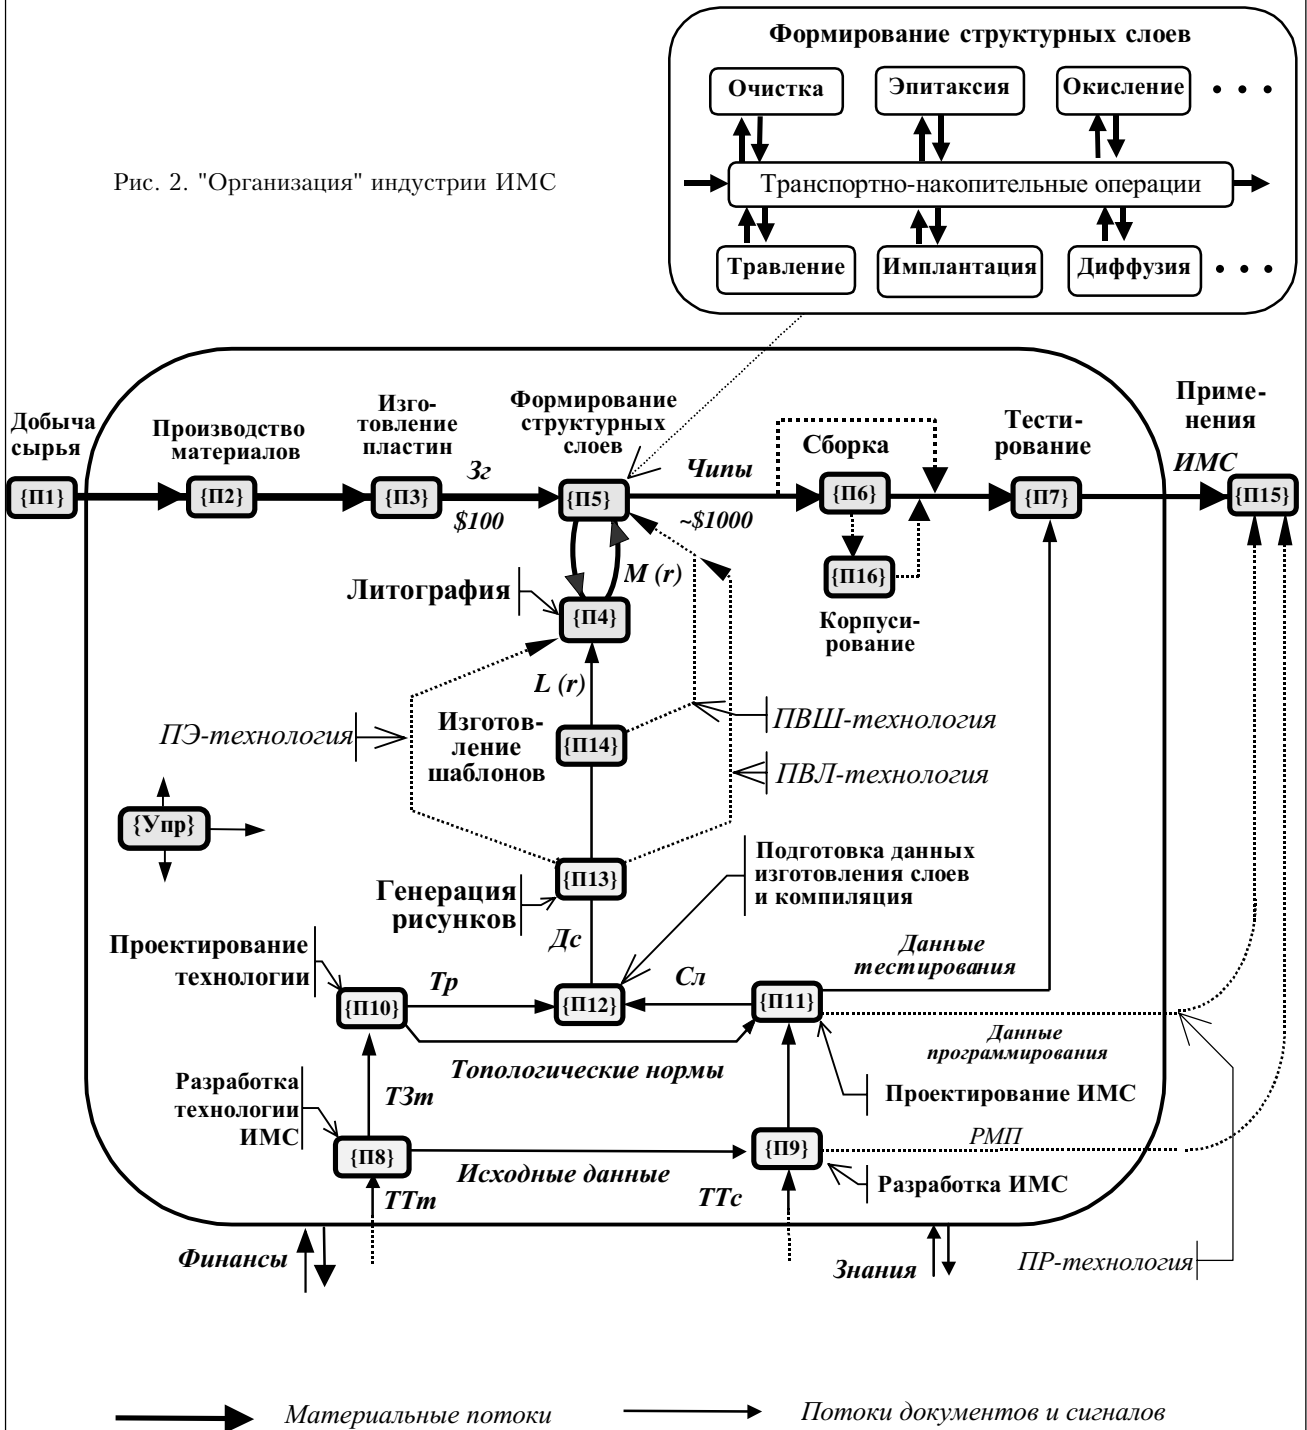 Формирование структурных слоев
Очистка
Эпитаксия
Окисление
• • •
Рис. 2. "Организация" индустрии ИМС
Транспортно-накопительные операции
Травление
Имплантация
Диффузия
• • •
Добыча
сырья
Производство
материалов
Изго-
товление
пластин
Формирование
структурных
слоев
Сборка
Тести-
рование
Приме-
нения
ИМС
Зг
Чипы
{П1}
{П2}
{П3}
{П5}
{П6}
{П7}
{П15}
$100
~$1000
M (r)
{П16}
Корпуси-
рование
Литография
{П4}
L (r)
ПЭ-технология
Изготов-
ление
шаблонов
{П14}
ПВШ-технология
ПВЛ-технология
{Упр}
Подготовка данных
изготовления слоев
и компиляция
{П13}
Генерация
рисунков
Дс
Проектирование
технологии
Данные
тестирования
Тр
Сл
{П10}
{П12}
{П11}
Топологические нормы
Данные
программирования
Разработка
технологии
ИМС
ТЗт
Проектирование ИМС
{П8}
{П9}
РМП
Исходные данные
Разработка ИМС
ТТт
ТТс
Финансы
Знания
ПР-технология
Материальные потоки
Потоки документов и сигналов